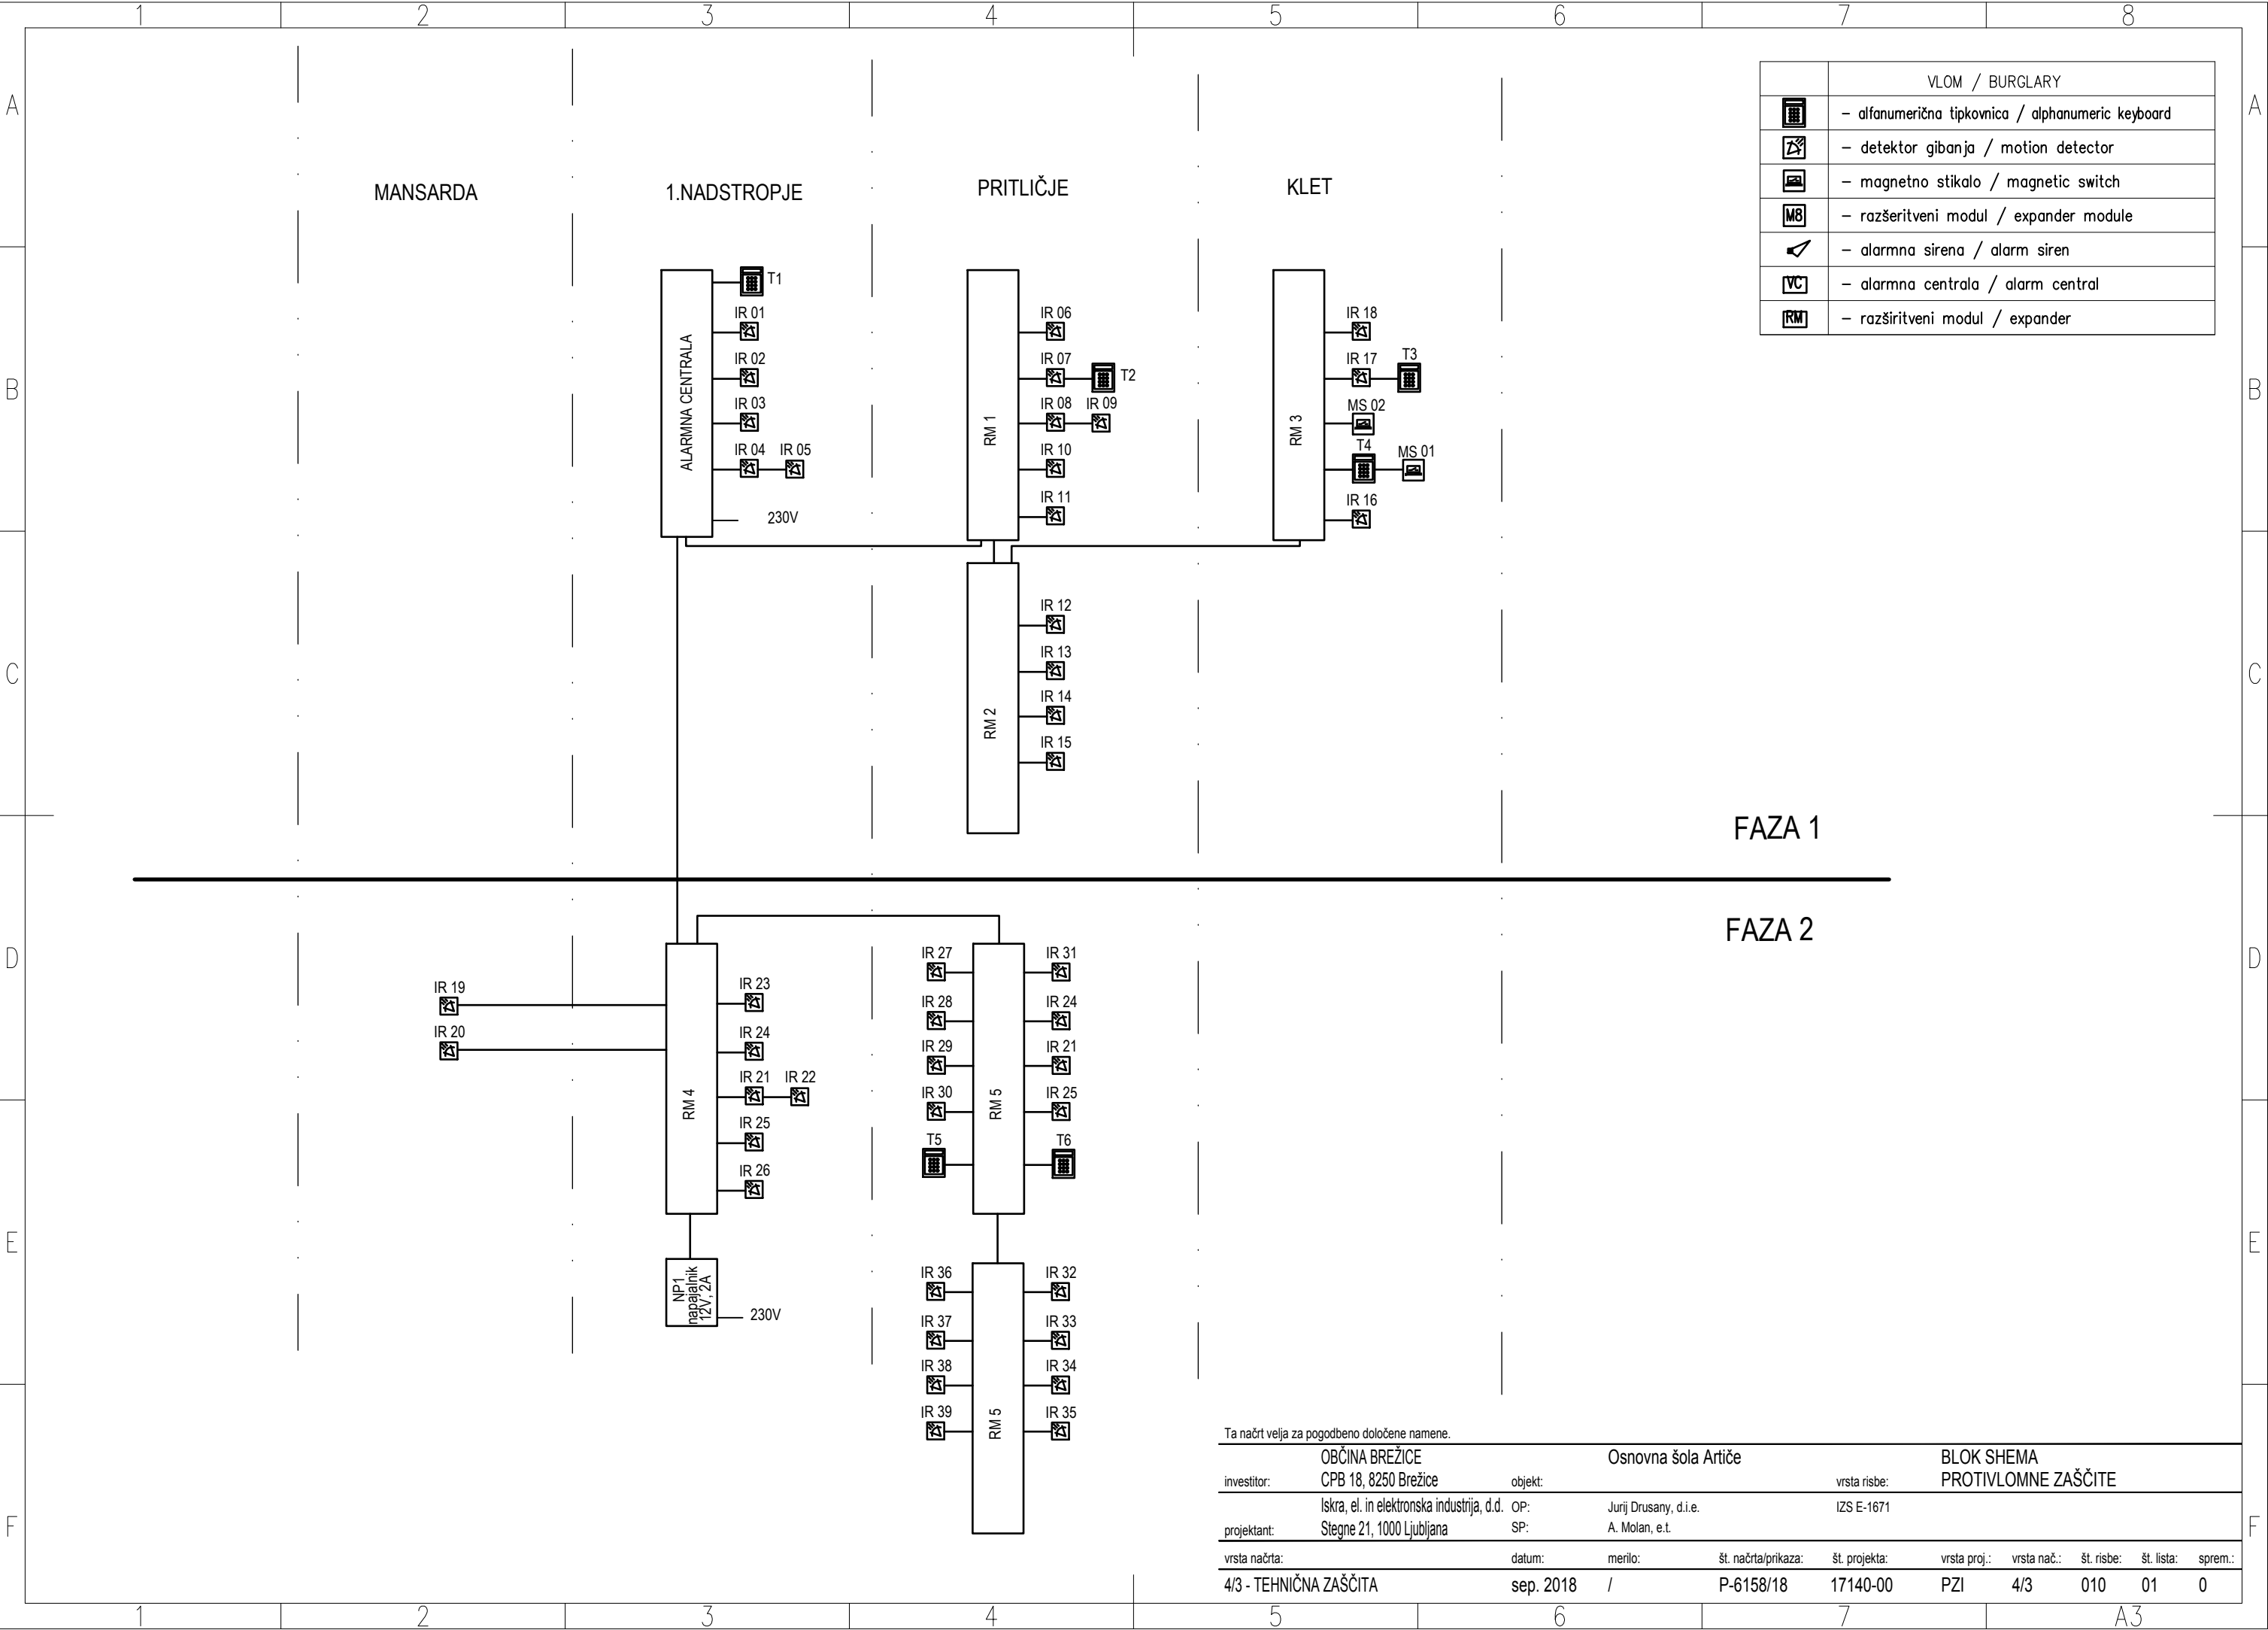 1 2 3 4 5 6 7 8
A A
B B
C C
D D
E E
F F
MANSARDA
1.NADSTROPJE
PRITLIČJE
KLET
VLOM / BURGLARY
– alfanumerična tipkovnica / alphanumeric keyboard
– detektor gibanja / motion detector
– magnetno stikalo / magnetic switch
M8 – razšeritveni modul / expander module
– alarmna sirena / alarm siren
VC – alarmna centrala / alarm central
RM – razširitveni modul / expander
ALARMNA CENTRALA
T1
IR 01
IR 02
IR 03
IR 04 IR 05
230V
RM 1
IR 06
IR 07 T2
IR 08 IR 09
IR 10
IR 11
RM 3
IR 18
IR 17 T3
MS 02
T4 MS 01
IR 16
RM 2
IR 12
IR 13
IR 14
IR 15
FAZA 1
FAZA 2
IR 19
IR 20
RM 4
IR 23
IR 24
IR 21 IR 22
IR 25
IR 26
NP1
napajalnik
12V, 2A
230V
RM 5
IR 27 IR 31
IR 28 IR 24
IR 29 IR 21
IR 30 IR 25
T5 T6
RM 5
IR 36 IR 32
IR 37 IR 33
IR 38 IR 34
IR 39 IR 35
Ta načrt velja za pogodbeno določene namene.
OBČINA BREŽICE Osnovna šola Artiče BLOK SHEMA
investitor: CPB 18, 8250 Brežice objekt: vrsta risbe: PROTIVLOMNE ZAŠČITE
Iskra, el. in elektronska industrija, d.d. OP: Jurij Drusany, d.i.e. IZS E-1671
projektant: Stegne 21, 1000 Ljubljana SP: A. Molan, e.t.
vrsta načrta: datum: merilo: št. načrta/prikaza: št. projekta: vrsta proj.: vrsta nač.: št. risbe: št. lista: sprem.:
4/3 - TEHNIČNA ZAŠČITA sep. 2018 / P-6158/18 17140-00 PZI 4/3 010 01 0
1 2 3 4 5 6 7 A3